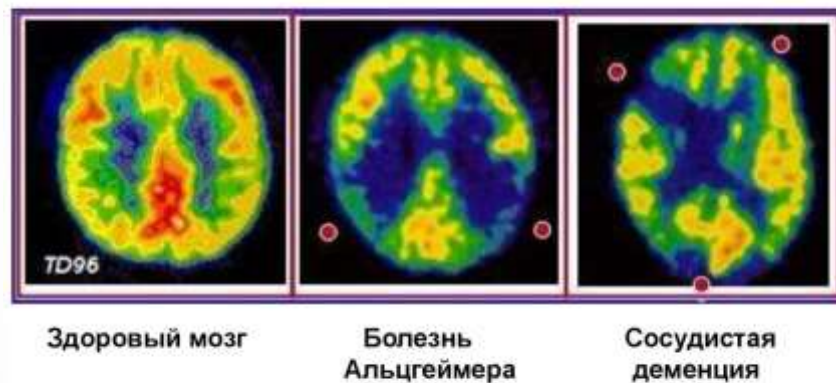 TD96
Здоровый мозг
Болезнь
Альцгеймера
Сосудистая
деменция